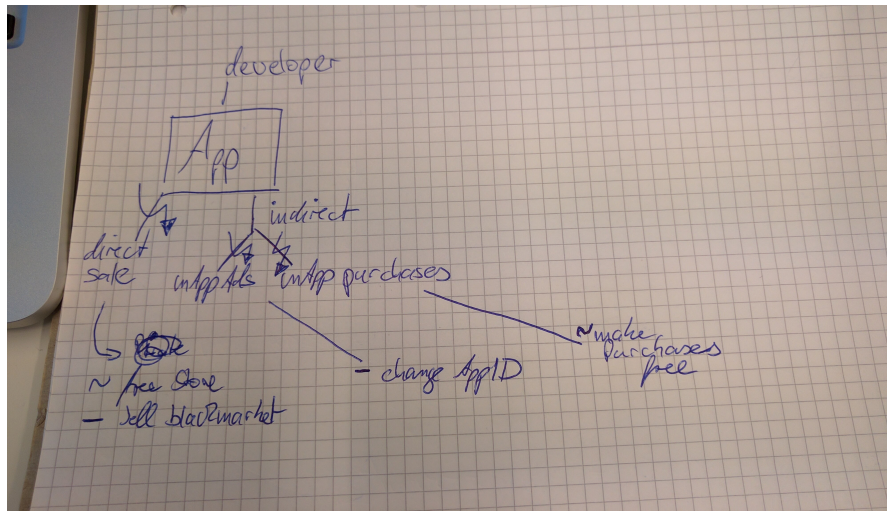 developer
App
indirect
direct
sale
inApp Ads
inApp purchases
~ make
purchases
free
~ free Store
- change AppID
- Sell blackmarket